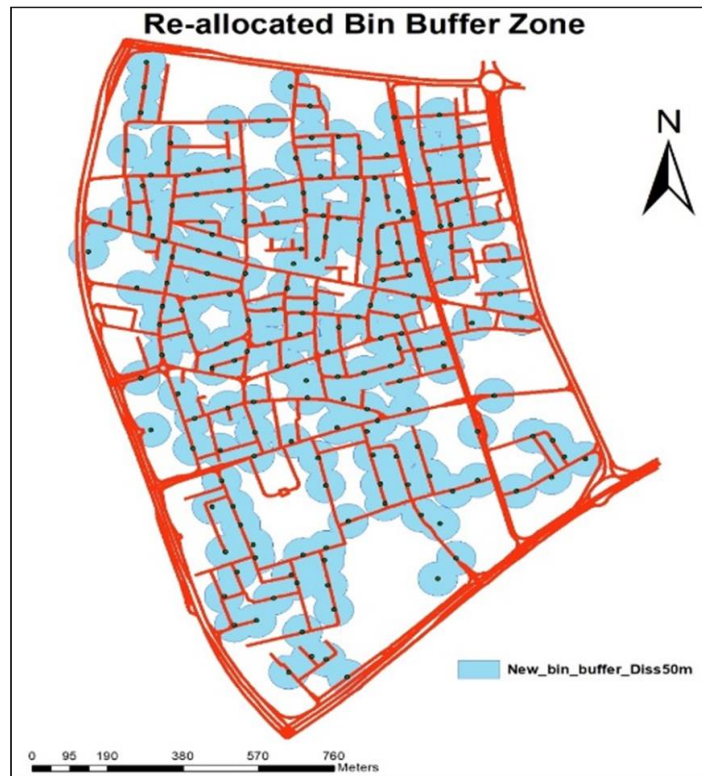 Re-allocated Bin Buffer Zone
N
New_bin_buffer_Diss50m
0 95 190 380 570 760
Meters